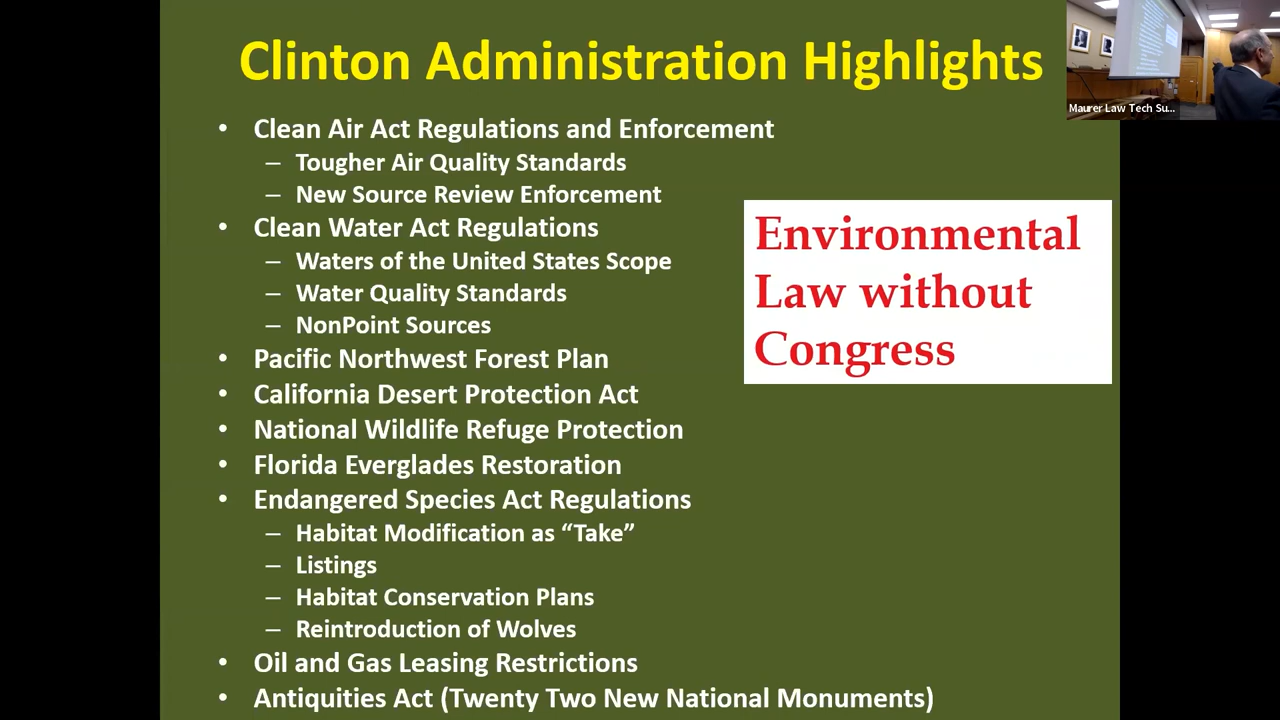 Clinton Administration Highlights
• Clean Air Act Regulations and Enforcement
– Tougher Air Quality Standards
– New Source Review Enforcement
• Clean Water Act Regulations
– Waters of the United States Scope
– Water Quality Standards
– NonPoint Sources
• Pacific Northwest Forest Plan
• California Desert Protection Act
• National Wildlife Refuge Protection
• Florida Everglades Restoration
• Endangered Species Act Regulations
– Habitat Modification as “Take”
– Listings
– Habitat Conservation Plans
– Reintroduction of Wolves
• Oil and Gas Leasing Restrictions
• Antiquities Act (Twenty Two New National Monuments)
Environmental
Law without
Congress
Maurer Law Tech Su...